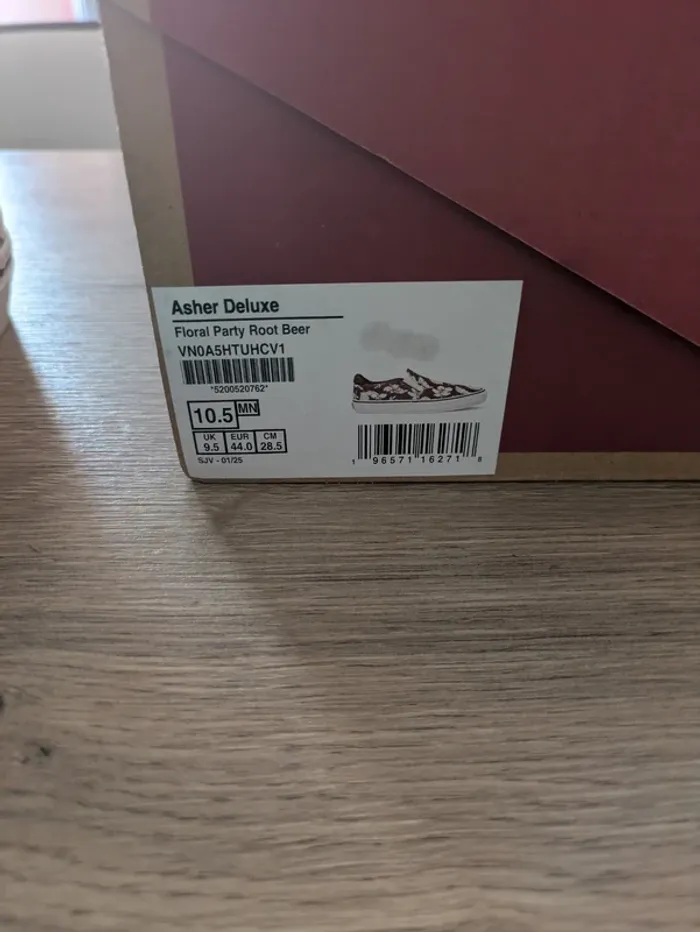 Asher Deluxe
Floral Party Root Beer
VN0A5HTUHCV1
*5200520762*
10.5 MN
UK EUR CM
9.5 44.0 28.5
SJV - 01/25
1 96571 16271 8